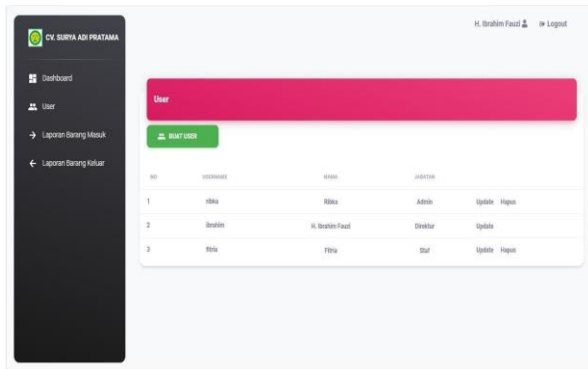 CV. SURYA ADI PRATAMA
H. Ibrahim Fauzi Logout
Dashboard
User
Laporan Barang Masuk
Laporan Barang Keluar
User
BUAT USER
NO USERNAME NAMA JABATAN
1 ribka Ribka Admin Update Hapus
2 ibrahim H. Ibrahim Fauzi Direktur Update
3 fitria Fitria Staf Update Hapus